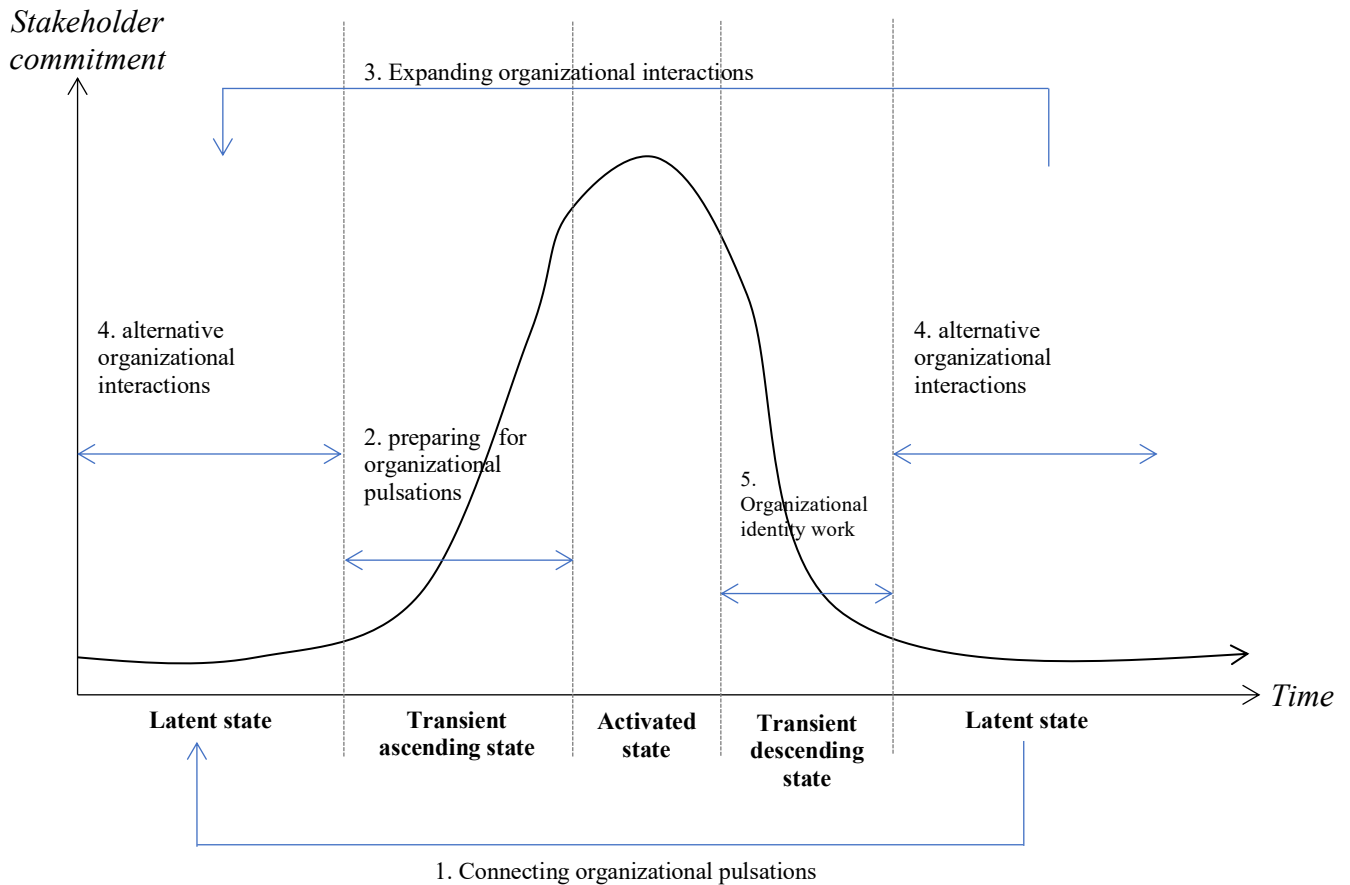 Stakeholder
commitment
3. Expanding organizational interactions
4. alternative
organizational
interactions
4. alternative
organizational
interactions
2. preparing for
organizational
pulsations
5.
Organizational
identity work
Time
Latent state
Transient
ascending state
Activated
state
Transient
descending
state
Latent state
1. Connecting organizational pulsations